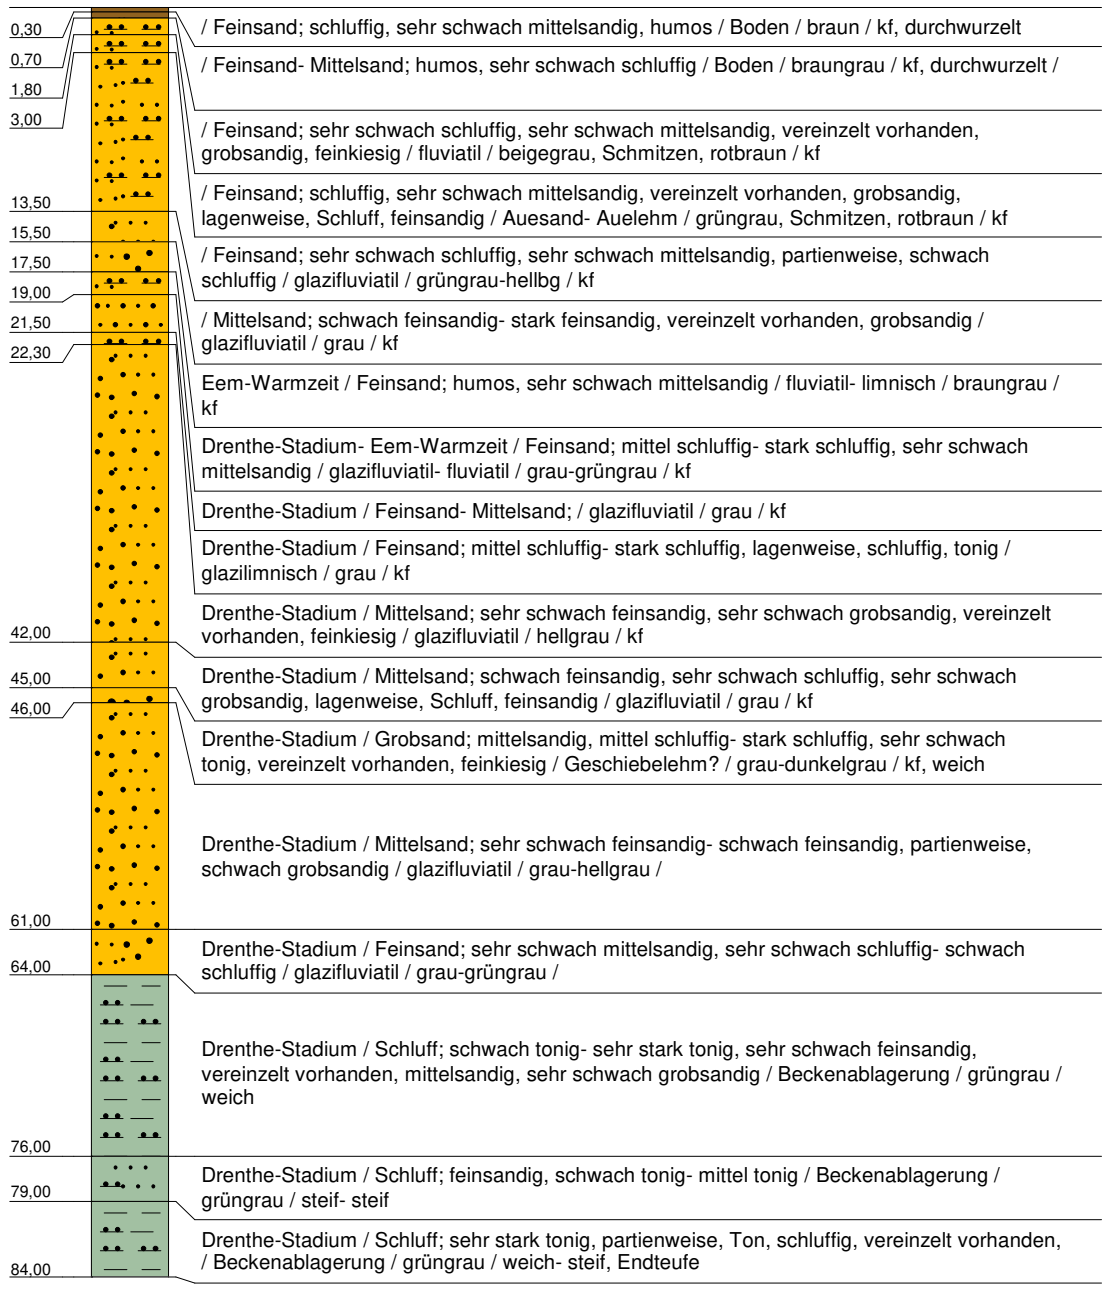 0,30
/ Feinsand; schluffig, sehr schwach mittelsandig, humos / Boden / braun / kf, durchwurzelt
0,70
/ Feinsand- Mittelsand; humos, sehr schwach schluffig / Boden / braungrau / kf, durchwurzelt /
1,80
3,00
/ Feinsand; sehr schwach schluffig, sehr schwach mittelsandig, vereinzelt vorhanden,
grobsandig, feinkiesig / fluviatil / beigegrau, Schmitzen, rotbraun / kf
/ Feinsand; schluffig, sehr schwach mittelsandig, vereinzelt vorhanden, grobsandig,
lagenweise, Schluff, feinsandig / Auesand- Auelehm / grüngrau, Schmitzen, rotbraun / kf
13,50
15,50
/ Feinsand; sehr schwach schluffig, sehr schwach mittelsandig, partienweise, schwach
schluffig / glazifluviatil / grüngrau-hellbg / kf
17,50
19,00
/ Mittelsand; schwach feinsandig- stark feinsandig, vereinzelt vorhanden, grobsandig /
glazifluviatil / grau / kf
21,50
22,30
Eem-Warmzeit / Feinsand; humos, sehr schwach mittelsandig / fluviatil- limnisch / braungrau /
kf
Drenthe-Stadium- Eem-Warmzeit / Feinsand; mittel schluffig- stark schluffig, sehr schwach
mittelsandig / glazifluviatil- fluviatil / grau-grüngrau / kf
Drenthe-Stadium / Feinsand- Mittelsand; / glazifluviatil / grau / kf
Drenthe-Stadium / Feinsand; mittel schluffig- stark schluffig, lagenweise, schluffig, tonig /
glazilimnisch / grau / kf
Drenthe-Stadium / Mittelsand; sehr schwach feinsandig, sehr schwach grobsandig, vereinzelt
vorhanden, feinkiesig / glazifluviatil / hellgrau / kf
42,00
Drenthe-Stadium / Mittelsand; schwach feinsandig, sehr schwach schluffig, sehr schwach
grobsandig, lagenweise, Schluff, feinsandig / glazifluviatil / grau / kf
45,00
46,00
Drenthe-Stadium / Grobsand; mittelsandig, mittel schluffig- stark schluffig, sehr schwach
tonig, vereinzelt vorhanden, feinkiesig / Geschiebelehm? / grau-dunkelgrau / kf, weich
Drenthe-Stadium / Mittelsand; sehr schwach feinsandig- schwach feinsandig, partienweise,
schwach grobsandig / glazifluviatil / grau-hellgrau /
61,00
Drenthe-Stadium / Feinsand; sehr schwach mittelsandig, sehr schwach schluffig- schwach
schluffig / glazifluviatil / grau-grüngrau /
64,00
Drenthe-Stadium / Schluff; schwach tonig- sehr stark tonig, sehr schwach feinsandig,
vereinzelt vorhanden, mittelsandig, sehr schwach grobsandig / Beckenablagerung / grüngrau /
weich
76,00
Drenthe-Stadium / Schluff; feinsandig, schwach tonig- mittel tonig / Beckenablagerung /
grüngrau / steif- steif
79,00
Drenthe-Stadium / Schluff; sehr stark tonig, partienweise, Ton, schluffig, vereinzelt vorhanden,
/ Beckenablagerung / grüngrau / weich- steif, Endteufe
84,00